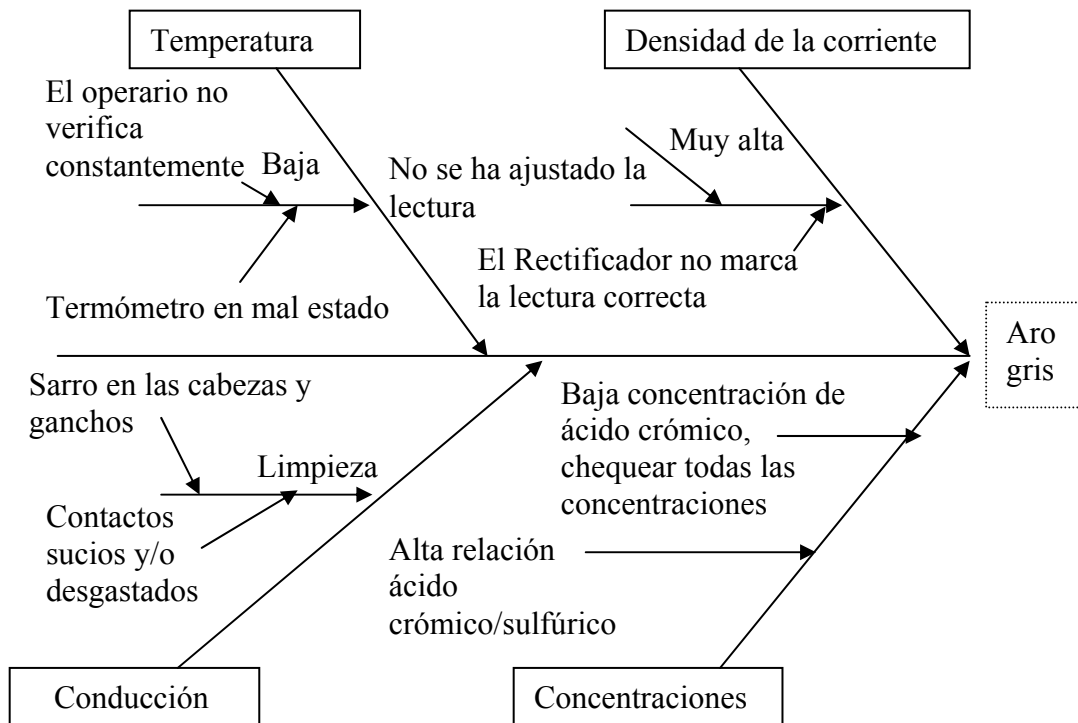 Temperatura
Densidad de la corriente
El operario no
verifica
constantemente
Baja
No se ha ajustado la
lectura
Muy alta
El Rectificador no marca
la lectura correcta
Termómetro en mal estado
Aro
gris
Sarro en las cabezas y
ganchos
Limpieza
Contactos
sucios y/o
desgastados
Baja concentración de
ácido crómico,
chequear todas las
concentraciones
Alta relación
ácido
crómico/sulfúrico
Conducción
Concentraciones